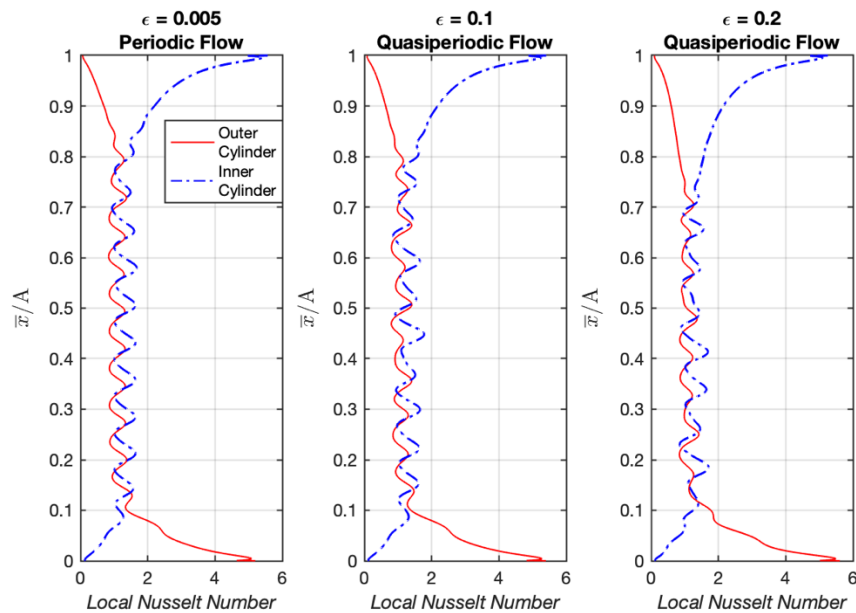 ϵ = 0.005
Periodic Flow
ϵ = 0.1
Quasiperiodic Flow
ϵ = 0.2
Quasiperiodic Flow
x̅/A
1
0.9
0.8
0.7
0.6
0.5
0.4
0.3
0.2
0.1
0
Outer
Cylinder
Inner
Cylinder
0 2 4 6
Local Nusselt Number
x̅/A
1
0.9
0.8
0.7
0.6
0.5
0.4
0.3
0.2
0.1
0
0 2 4 6
Local Nusselt Number
x̅/A
1
0.9
0.8
0.7
0.6
0.5
0.4
0.3
0.2
0.1
0
0 2 4 6
Local Nusselt Number